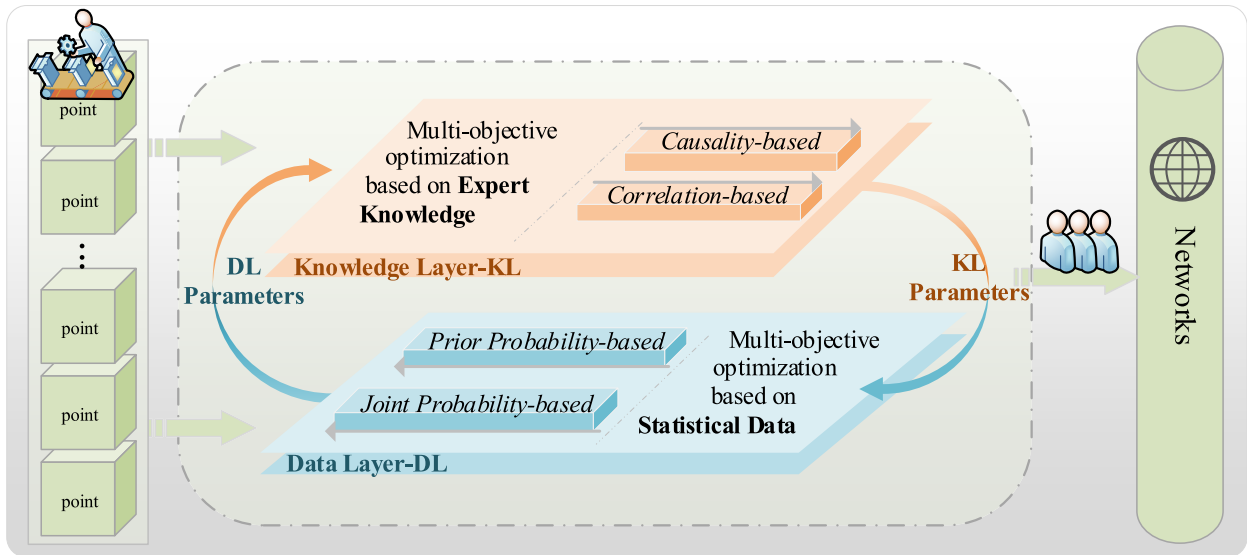 point
point
⋮
point
point
point
Multi-objective
optimization
based on Expert
Knowledge
Causality-based
Correlation-based
Knowledge Layer-KL
DL
Parameters
KL
Parameters
Prior Probability-based
Joint Probability-based
Multi-objective
optimization
based on
Statistical Data
Data Layer-DL
Networks